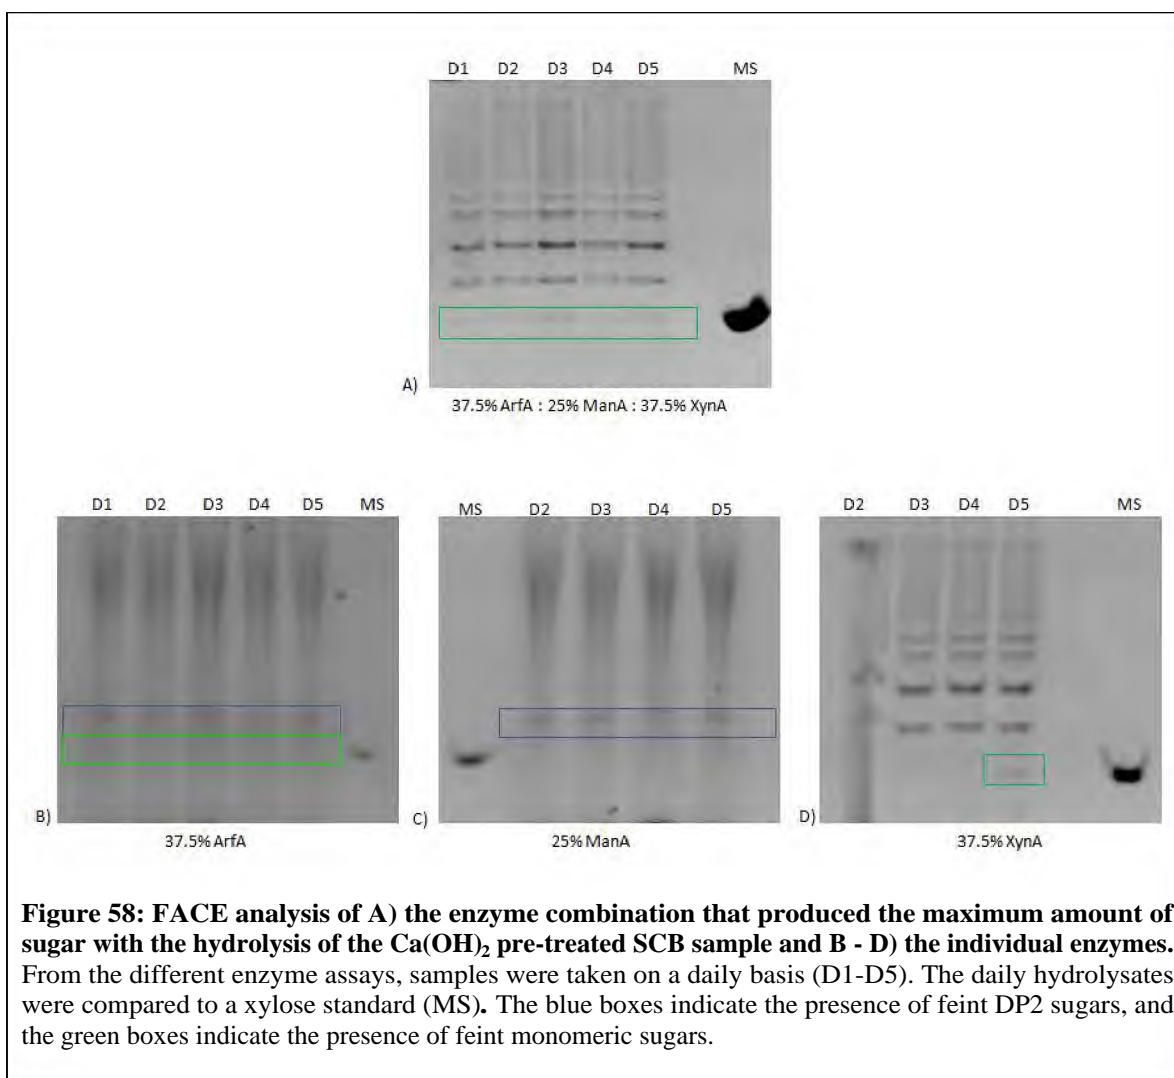 D1 D2 D3 D4 D5 MS
A)
37.5% ArfA : 25% ManA : 37.5% XynA
D1 D2 D3 D4 D5 MS
B)
37.5% ArfA
MS D2 D3 D4 D5
C)
25% ManA
D2 D3 D4 D5 MS
D)
37.5% XynA
Figure 58: FACE analysis of A) the enzyme combination that produced the maximum amount of
sugar with the hydrolysis of the Ca(OH)₂ pre-treated SCB sample and B - D) the individual enzymes.
From the different enzyme assays, samples were taken on a daily basis (D1-D5). The daily hydrolysates
were compared to a xylose standard (MS). The blue boxes indicate the presence of feint DP2 sugars, and
the green boxes indicate the presence of feint monomeric sugars.